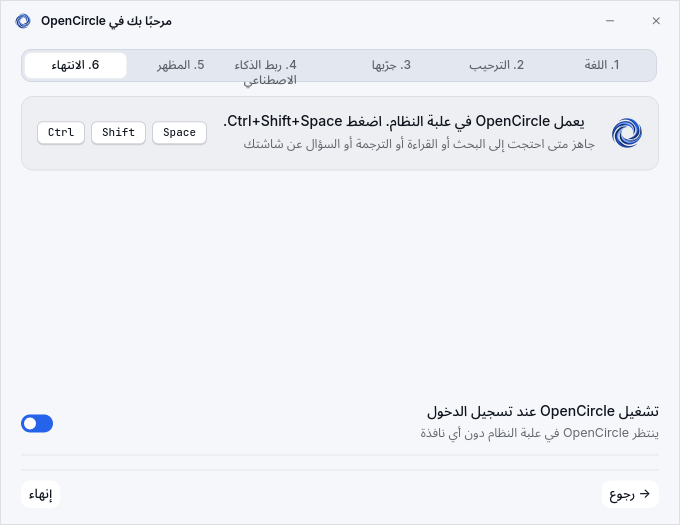 مرحبًا بك في OpenCircle
1. اللغة
2. الترحيب
3. جرّبها
4. ربط الذكاء
الاصطناعي
5. المظهر
6. الانتهاء
يعمل OpenCircle في علبة النظام. اضغط Ctrl+Shift+Space.
جاهز متى احتجت إلى البحث أو القراءة أو الترجمة أو السؤال عن شاشتك
Ctrl Shift Space
تشغيل OpenCircle عند تسجيل الدخول
ينتظر OpenCircle في علبة النظام دون أي نافذة
→ رجوع
إنهاء